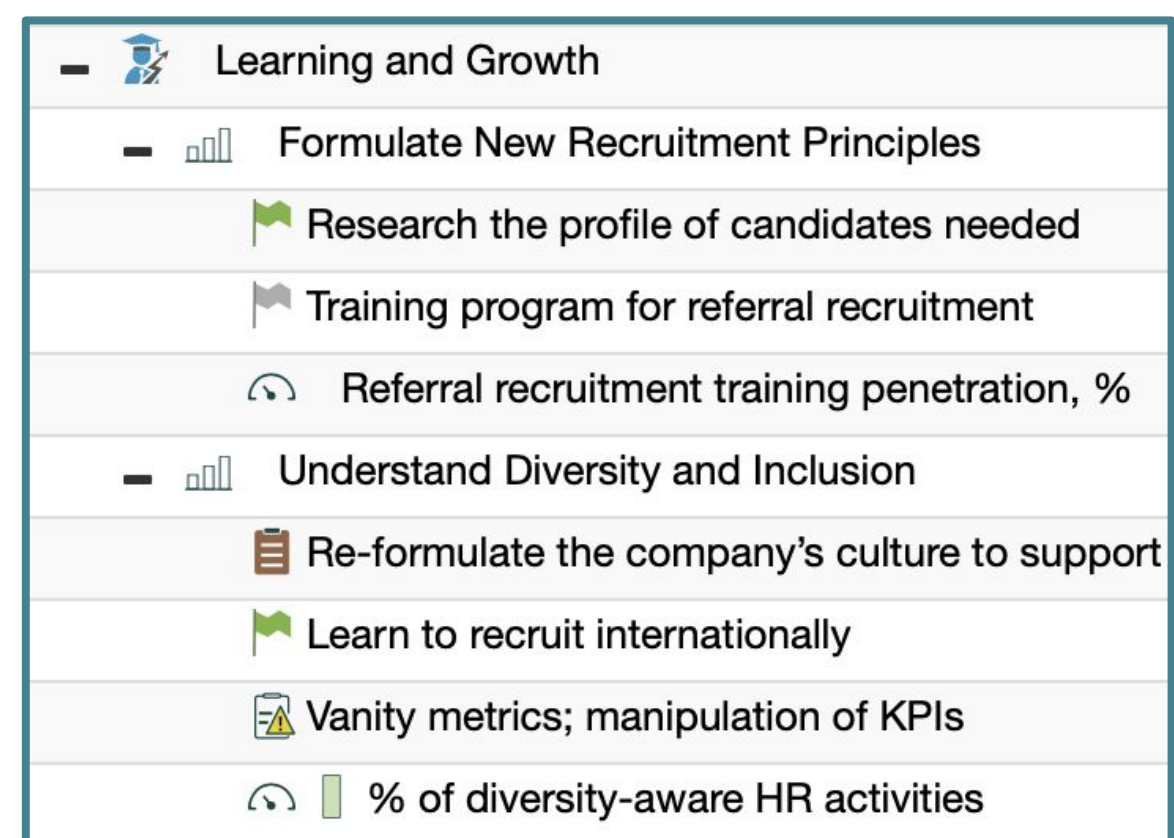 Learning and Growth
Formulate New Recruitment Principles
Research the profile of candidates needed
Training program for referral recruitment
Referral recruitment training penetration, %
Understand Diversity and Inclusion
Re-formulate the company’s culture to support
Learn to recruit internationally
Vanity metrics; manipulation of KPIs
% of diversity-aware HR activities